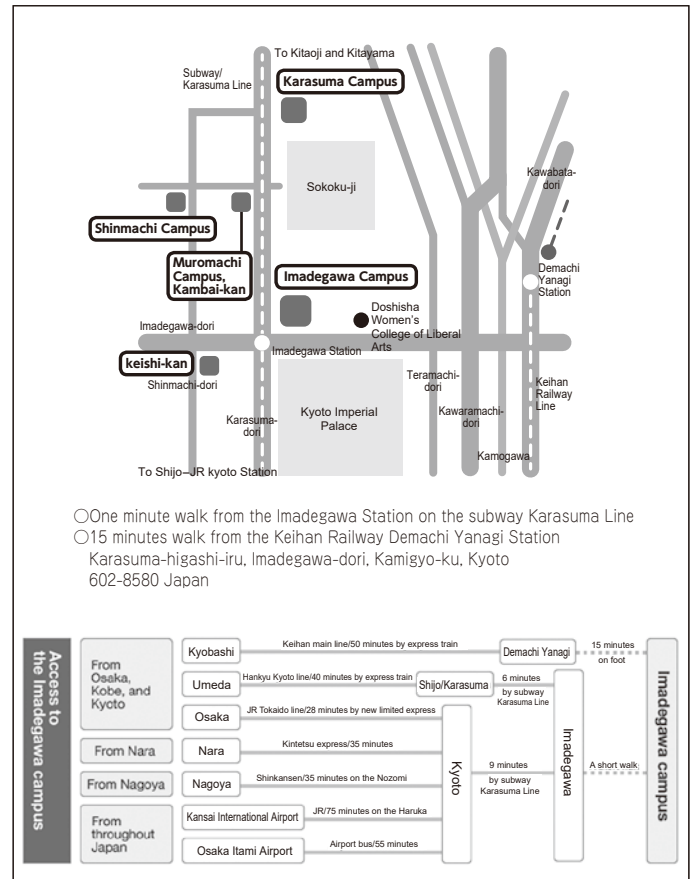 To Kitaoji and Kitayama
Subway/
Karasuma Line
Karasuma Campus
Sokoku-ji
Kawabata-
dori
Shinmachi Campus
Muromachi
Campus,
Kambai-kan
Imadegawa Campus
Demachi
Yanagi
Station
Doshisha
Women's
College of Liberal
Arts
Imadegawa-dori
Imadegawa Station
keishi-kan
Shinmachi-dori
Kyoto Imperial
Palace
Karasuma-
dori
Teramachi-
dori
Kawaramachi-
dori
Keihan
Railway
Line
Kamogawa
To Shijo–JR kyoto Station
○One minute walk from the Imadegawa Station on the subway Karasuma Line
○15 minutes walk from the Keihan Railway Demachi Yanagi Station
Karasuma-higashi-iru, Imadegawa-dori, Kamigyo-ku, Kyoto
602-8580 Japan
Access to
the Imadegawa campus
From
Osaka,
Kobe, and
Kyoto
Kyobashi
Keihan main line/50 minutes by express train
Demachi Yanagi
15 minutes
on foot
Umeda
Hankyu Kyoto line/40 minutes by express train
Shijo/Karasuma
6 minutes
by subway
Karasuma Line
Osaka
JR Tokaido line/28 minutes by new limited express
From Nara
Nara
Kintetsu express/35 minutes
From Nagoya
Nagoya
Shinkansen/35 minutes on the Nozomi
From
throughout
Japan
Kansai International Airport
JR/75 minutes on the Haruka
Osaka Itami Airport
Airport bus/55 minutes
Kyoto
9 minutes
by subway
Karasuma Line
Imadegawa
A short walk
Imadegawa campus